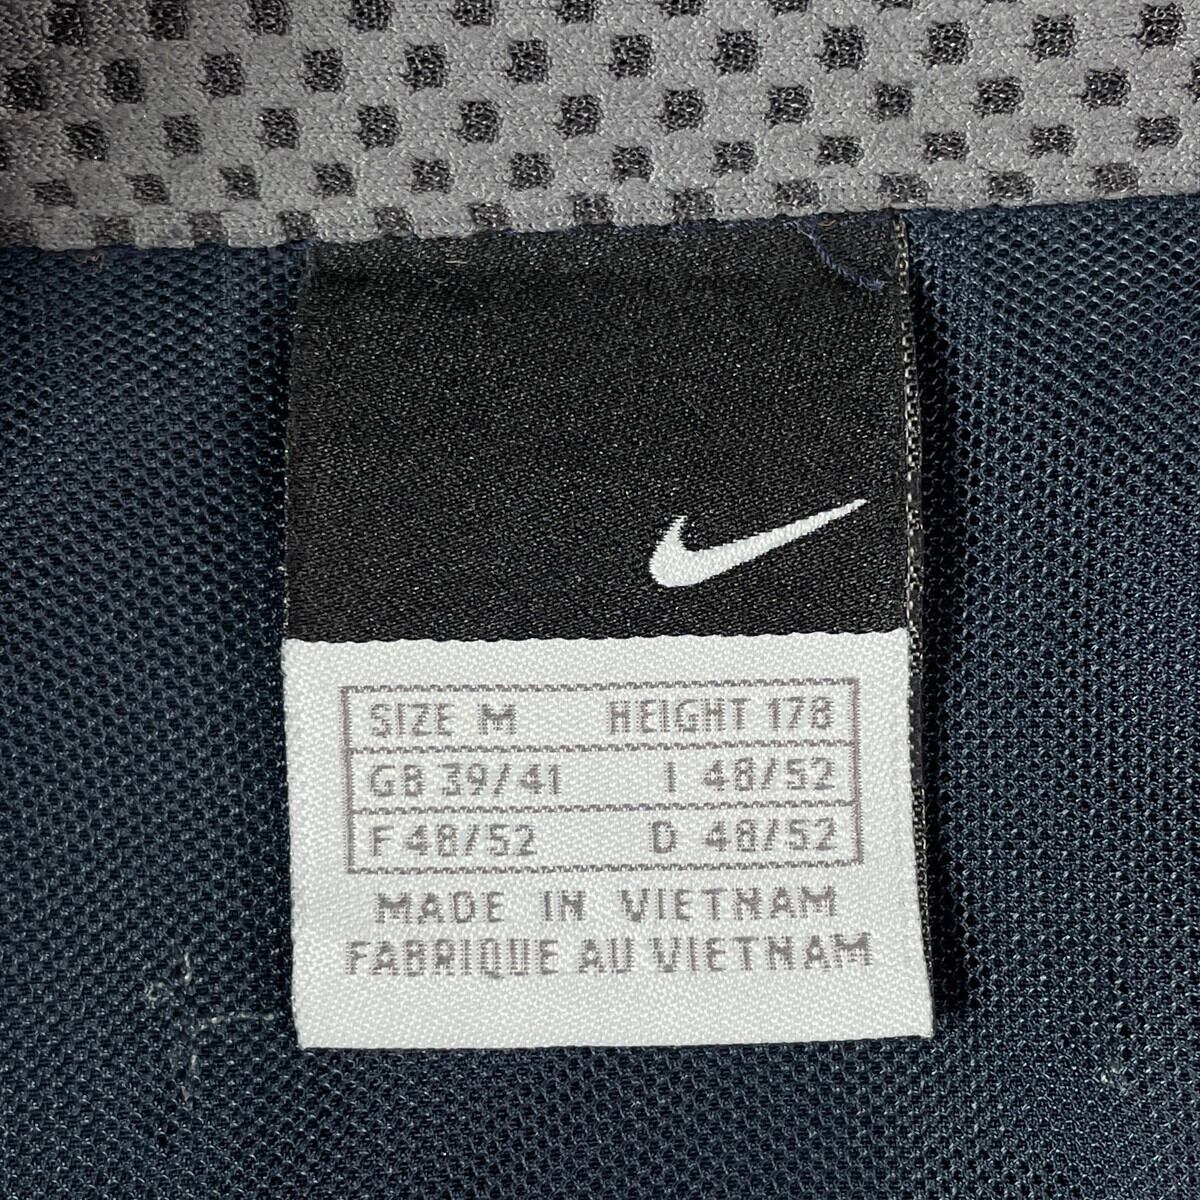 SIZE M HEIGHT 178
GB 39/41 I 48/52
F 48/52 D 48/52
MADE IN VIETNAM
FABRIQUE AU VIETNAM